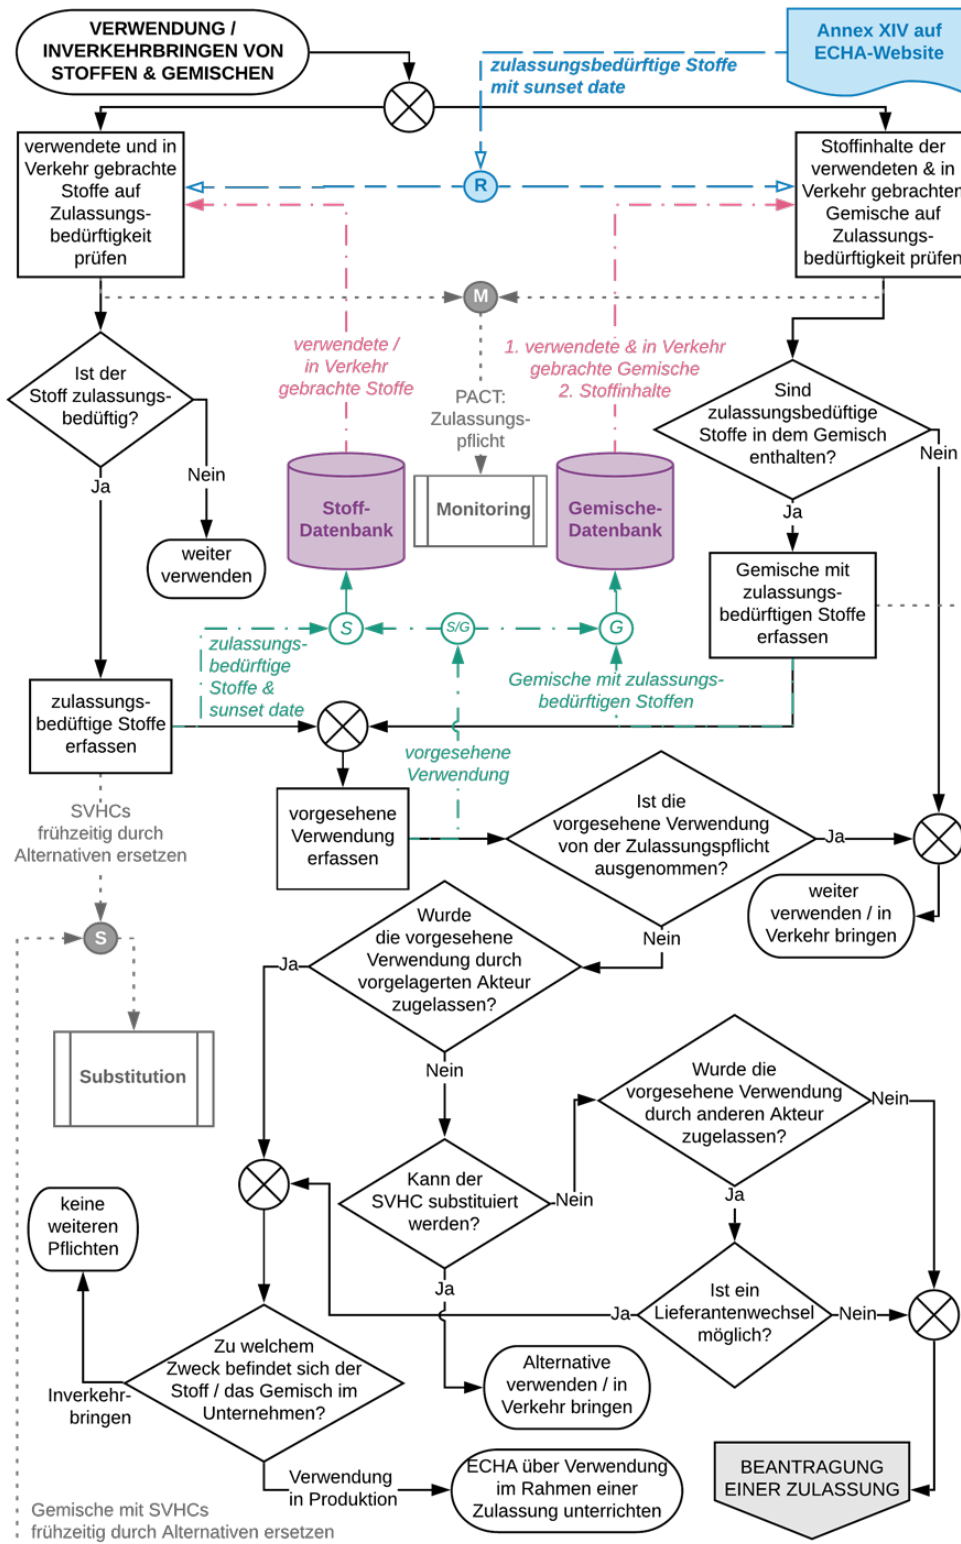 VERWENDUNG /
INVERKEHRBRINGEN VON
STOFFEN & GEMISCHEN
Annex XIV auf
ECHA-Website
zulassungsbedürftige Stoffe
mit sunset date
verwendete und in
Verkehr gebrachte
Stoffe auf
Zulassungs-
bedürftigkeit
prüfen
R
Stoffinhalte der
verwendeten & in
Verkehr gebrachten
Gemische auf
Zulassungs-
bedürftigkeit prüfen
M
verwendete /
in Verkehr
gebrachte Stoffe
1. verwendete & in Verkehr
gebrachte Gemische
2. Stoffinhalte
Ist der
Stoff zulassungs-
bedüftig?
PACT:
Zulassungs-
pflicht
Sind
zulassungsbedüftige
Stoffe in dem Gemisch
enthalten?
Nein
Ja
Nein
Stoff-
Datenbank
Monitoring
Gemische-
Datenbank
Ja
weiter
verwenden
Gemische mit
zulassungs-
bedürftigen Stoffe
erfassen
S
S/G
G
zulassungs-
bedürftige
Stoffe &
sunset date
Gemische mit zulassungs-
bedürftigen Stoffen
zulassungs-
bedüftige Stoffe
erfassen
vorgesehene
Verwendung
SVHCs
frühzeitig durch
Alternativen ersetzen
vorgesehene
Verwendung
erfassen
Ist die
vorgesehene Verwendung
von der Zulassungspflicht
ausgenommen?
Ja
weiter
verwenden / in
Verkehr bringen
Nein
Wurde
die vorgesehene
Verwendung durch
vorgelagerten Akteur
zugelassen?
Ja
S
Substitution
Nein
Wurde die
vorgesehene Verwendung
durch anderen Akteur
zugelassen?
Nein
Kann der
SVHC substituiert
werden?
Nein
Ja
keine
weiteren
Pflichten
Ja
Ist ein
Lieferantenwechsel
möglich?
Ja
Nein
Zu welchem
Zweck befindet sich der
Stoff / das Gemisch im
Unternehmen?
Inverkehr-
bringen
Alternative
verwenden / in
Verkehr bringen
Verwendung
in Produktion
ECHA über Verwendung
im Rahmen einer
Zulassung unterrichten
BEANTRAGUNG
EINER ZULASSUNG
Gemische mit SVHCs
frühzeitig durch Alternativen ersetzen